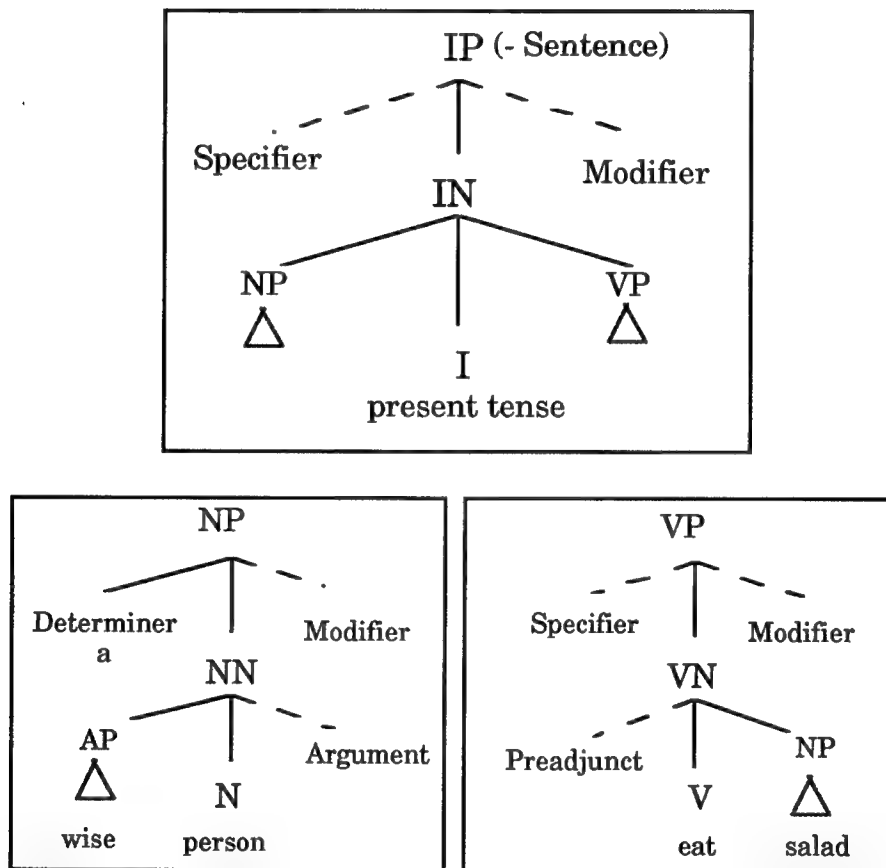 IP (- Sentence)
Specifier
Modifier
IN
NP
VP
I
present tense
NP
Determiner
a
Modifier
NN
AP
Argument
N
wise
person
VP
Specifier
Modifier
VN
Preadjunct
NP
V
eat
salad